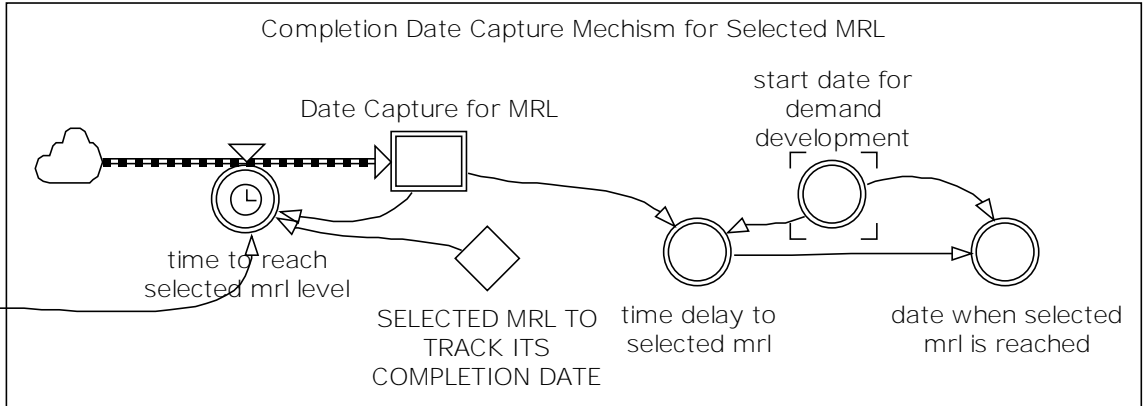 Completion Date Capture Mechism for Selected MRL
start date for
demand
development
Date Capture for MRL
time to reach
selected mrl level
SELECTED MRL TO
TRACK ITS
COMPLETION DATE
time delay to
selected mrl
date when selected
mrl is reached